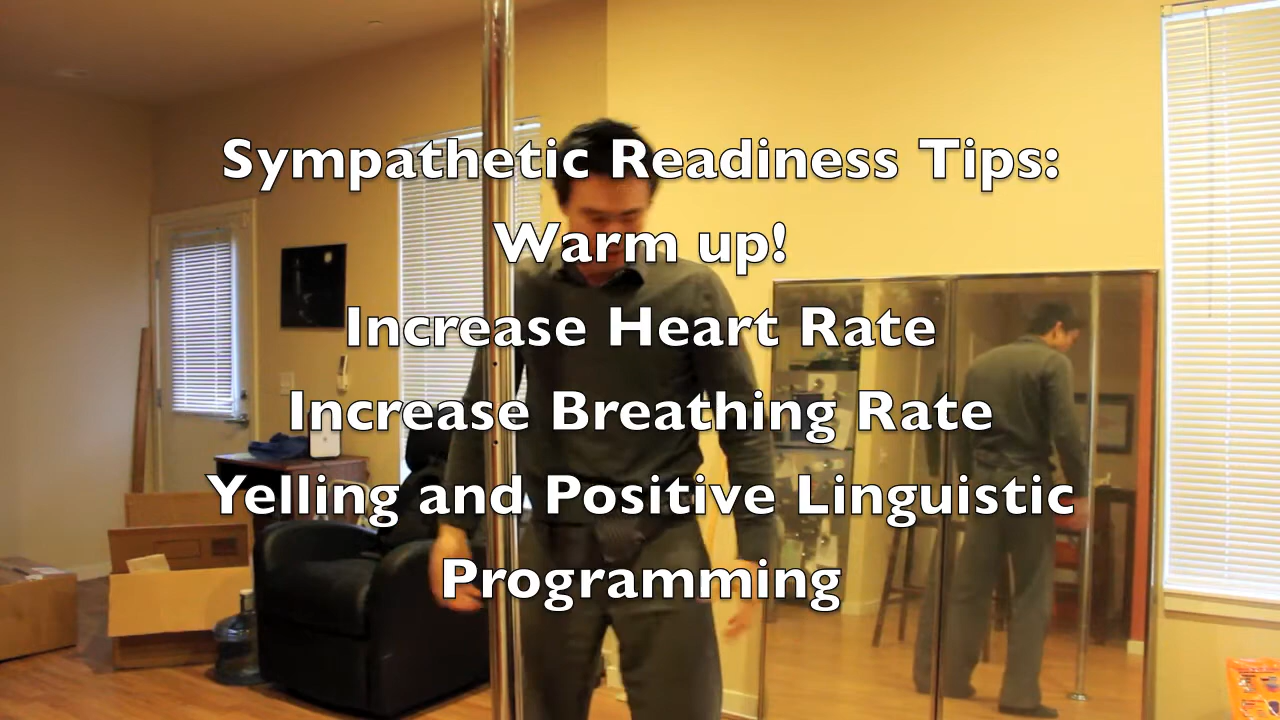 Sympathetic Readiness Tips:
Warm up!
Increase Heart Rate
Increase Breathing Rate
Yelling and Positive Linguistic
Programming